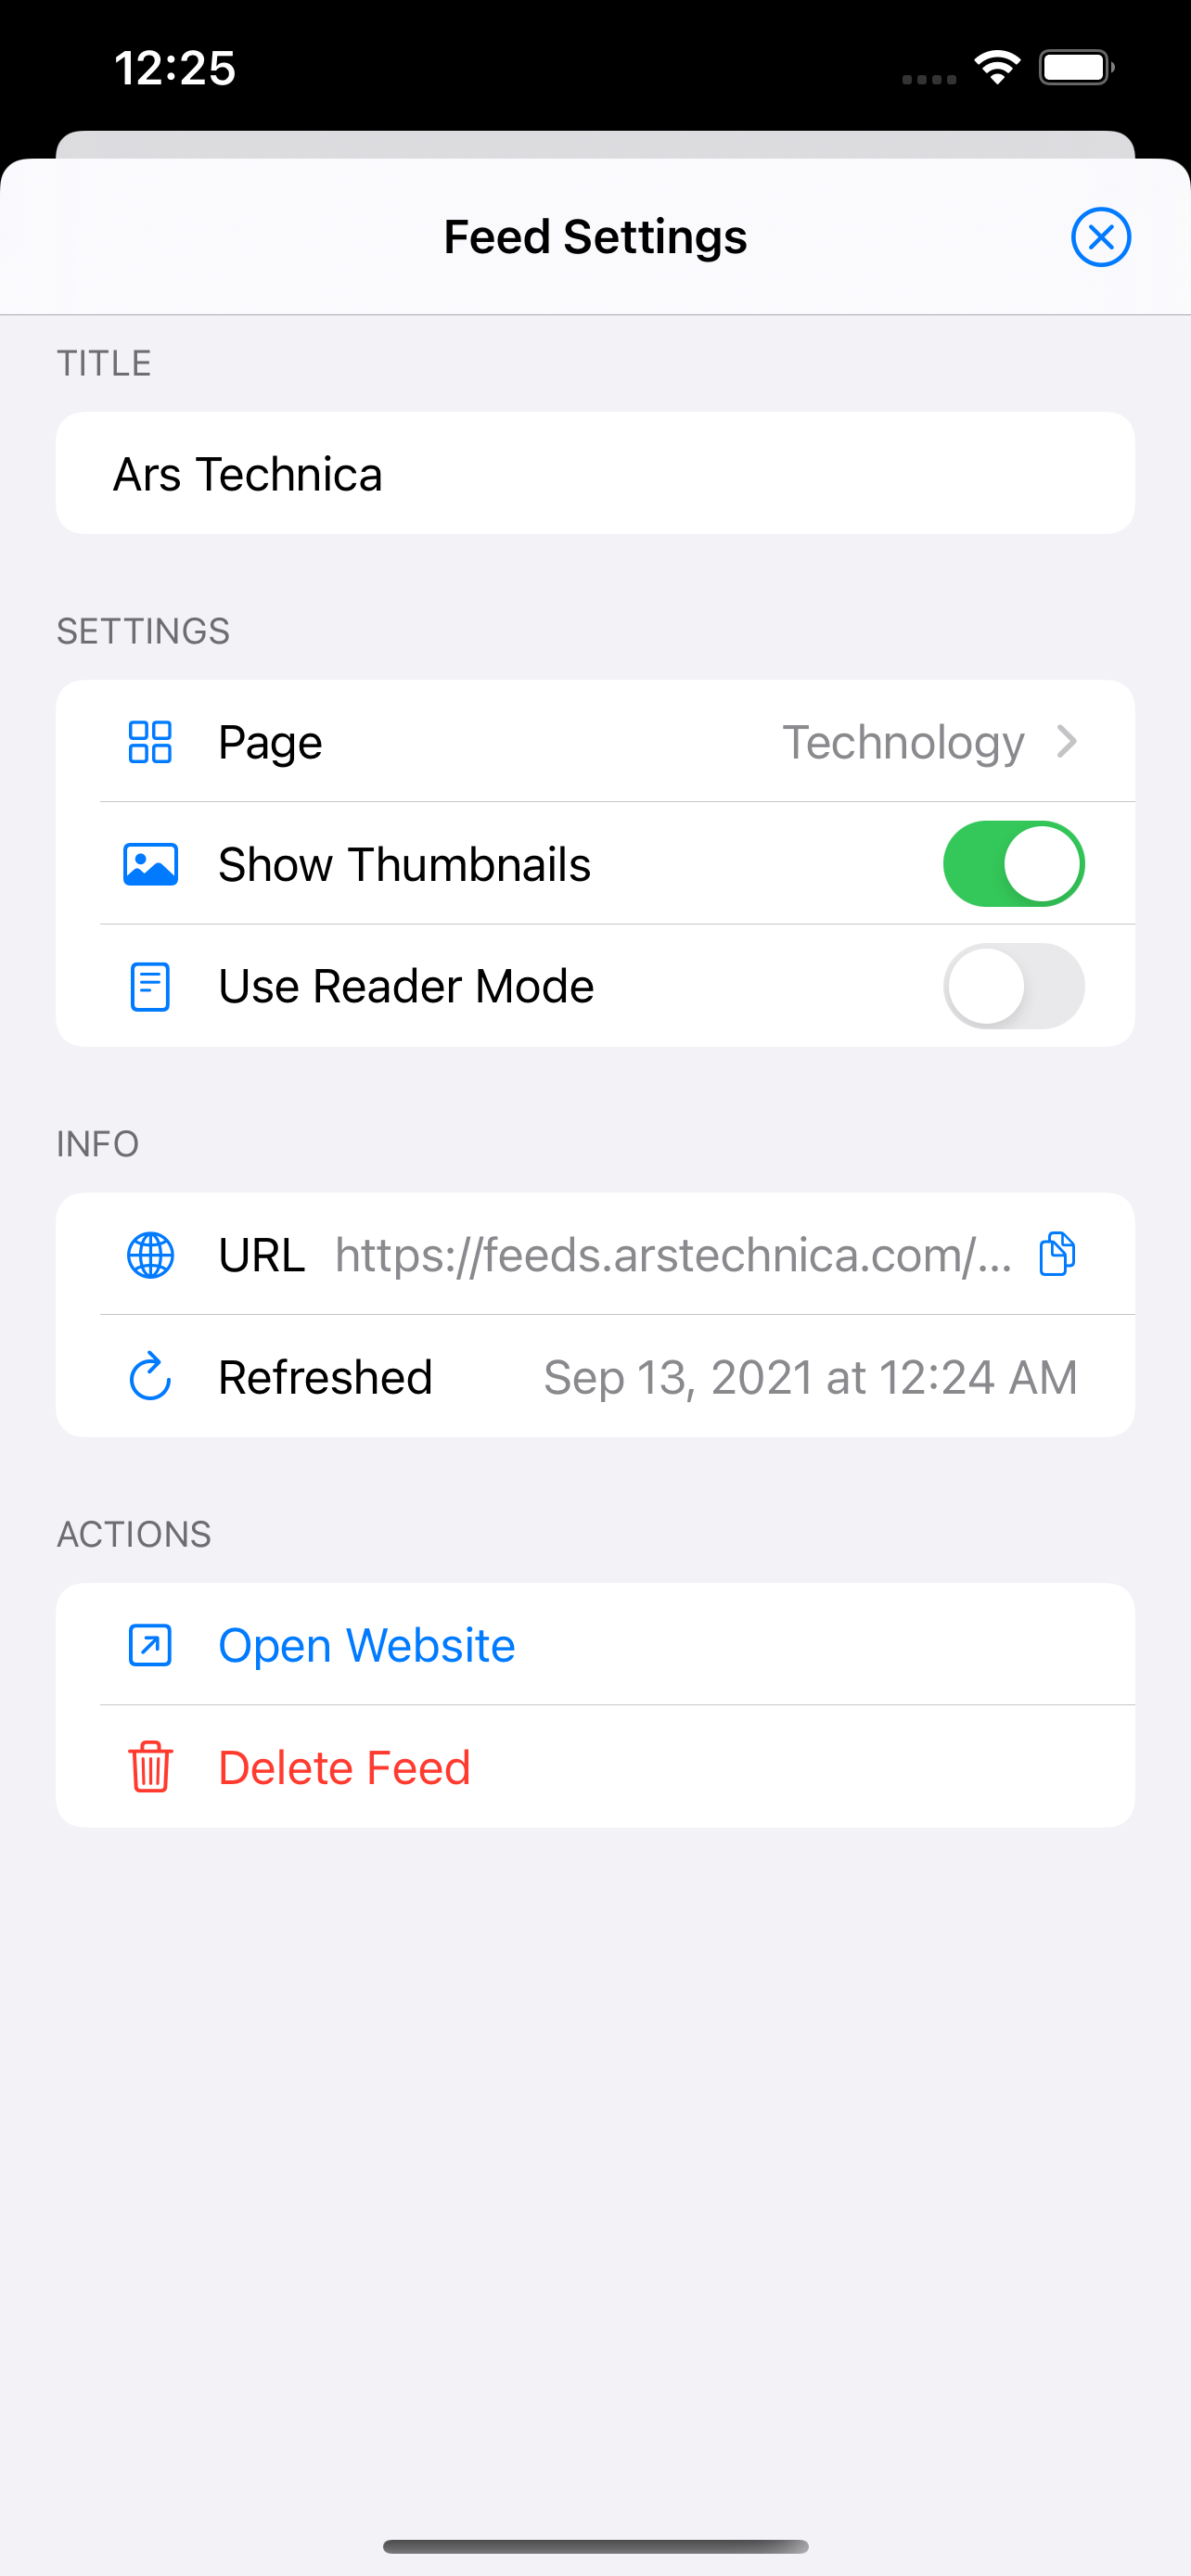 12:25
Feed Settings
TITLE
Ars Technica
SETTINGS
Page Technology
Show Thumbnails
Use Reader Mode
INFO
URL https://feeds.arstechnica.com/...
Refreshed Sep 13, 2021 at 12:24 AM
ACTIONS
Open Website
Delete Feed